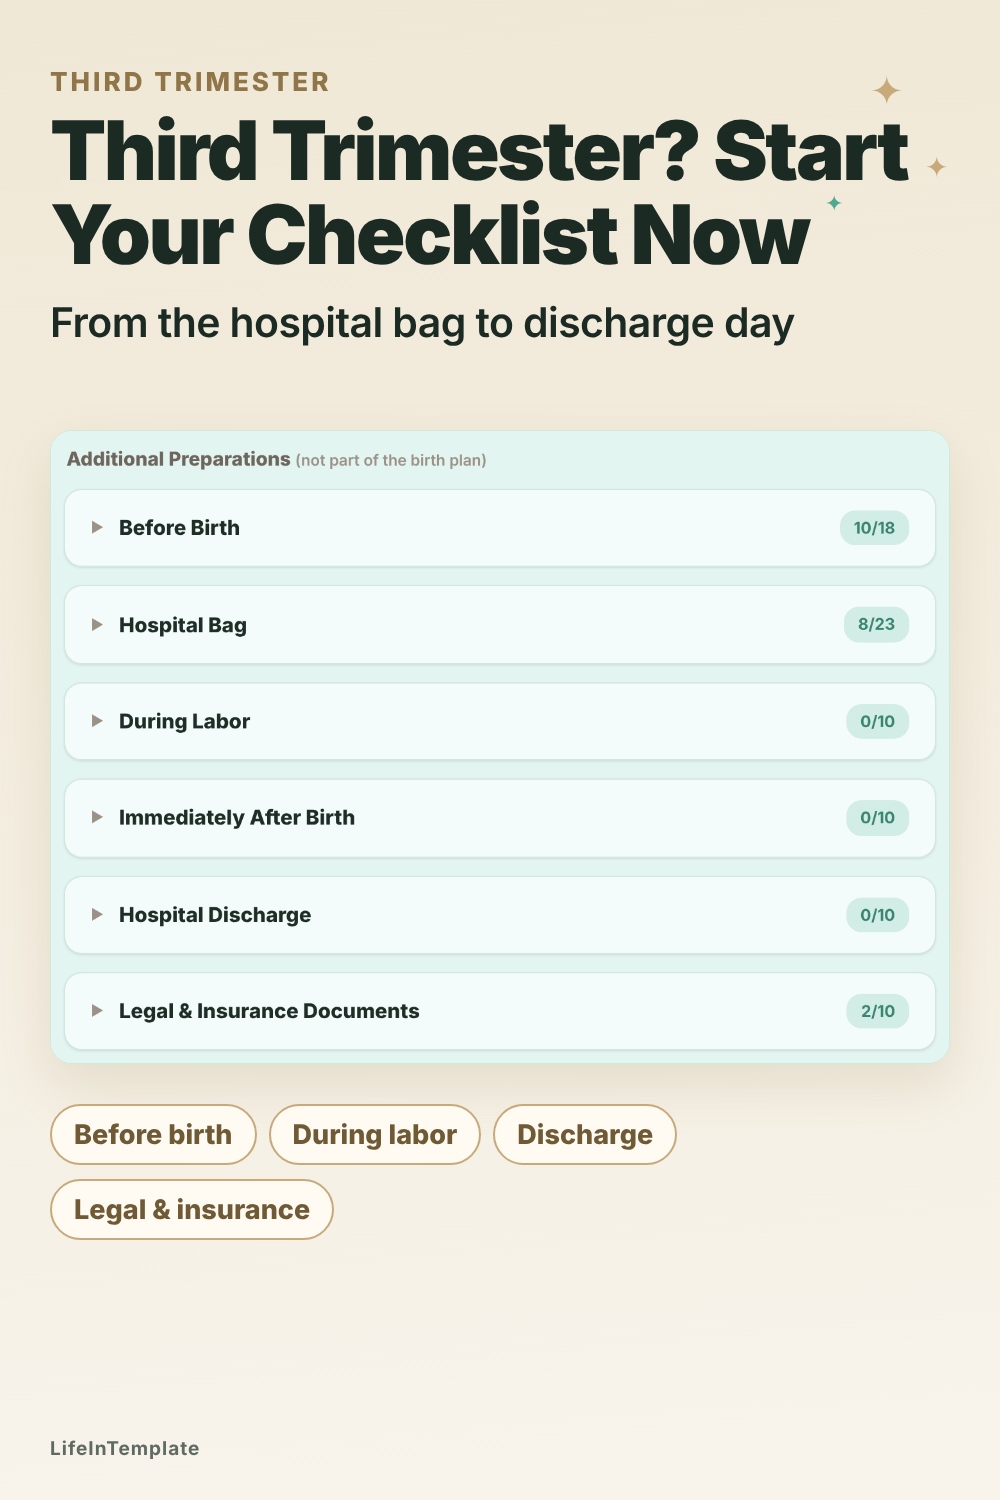 THIRD TRIMESTER
Third Trimester? Start
Your Checklist Now
From the hospital bag to discharge day
Additional Preparations (not part of the birth plan)
Before Birth 10/18
Hospital Bag 8/23
During Labor 0/10
Immediately After Birth 0/10
Hospital Discharge 0/10
Legal & Insurance Documents 2/10
Before birth During labor Discharge
Legal & insurance
LifeInTemplate